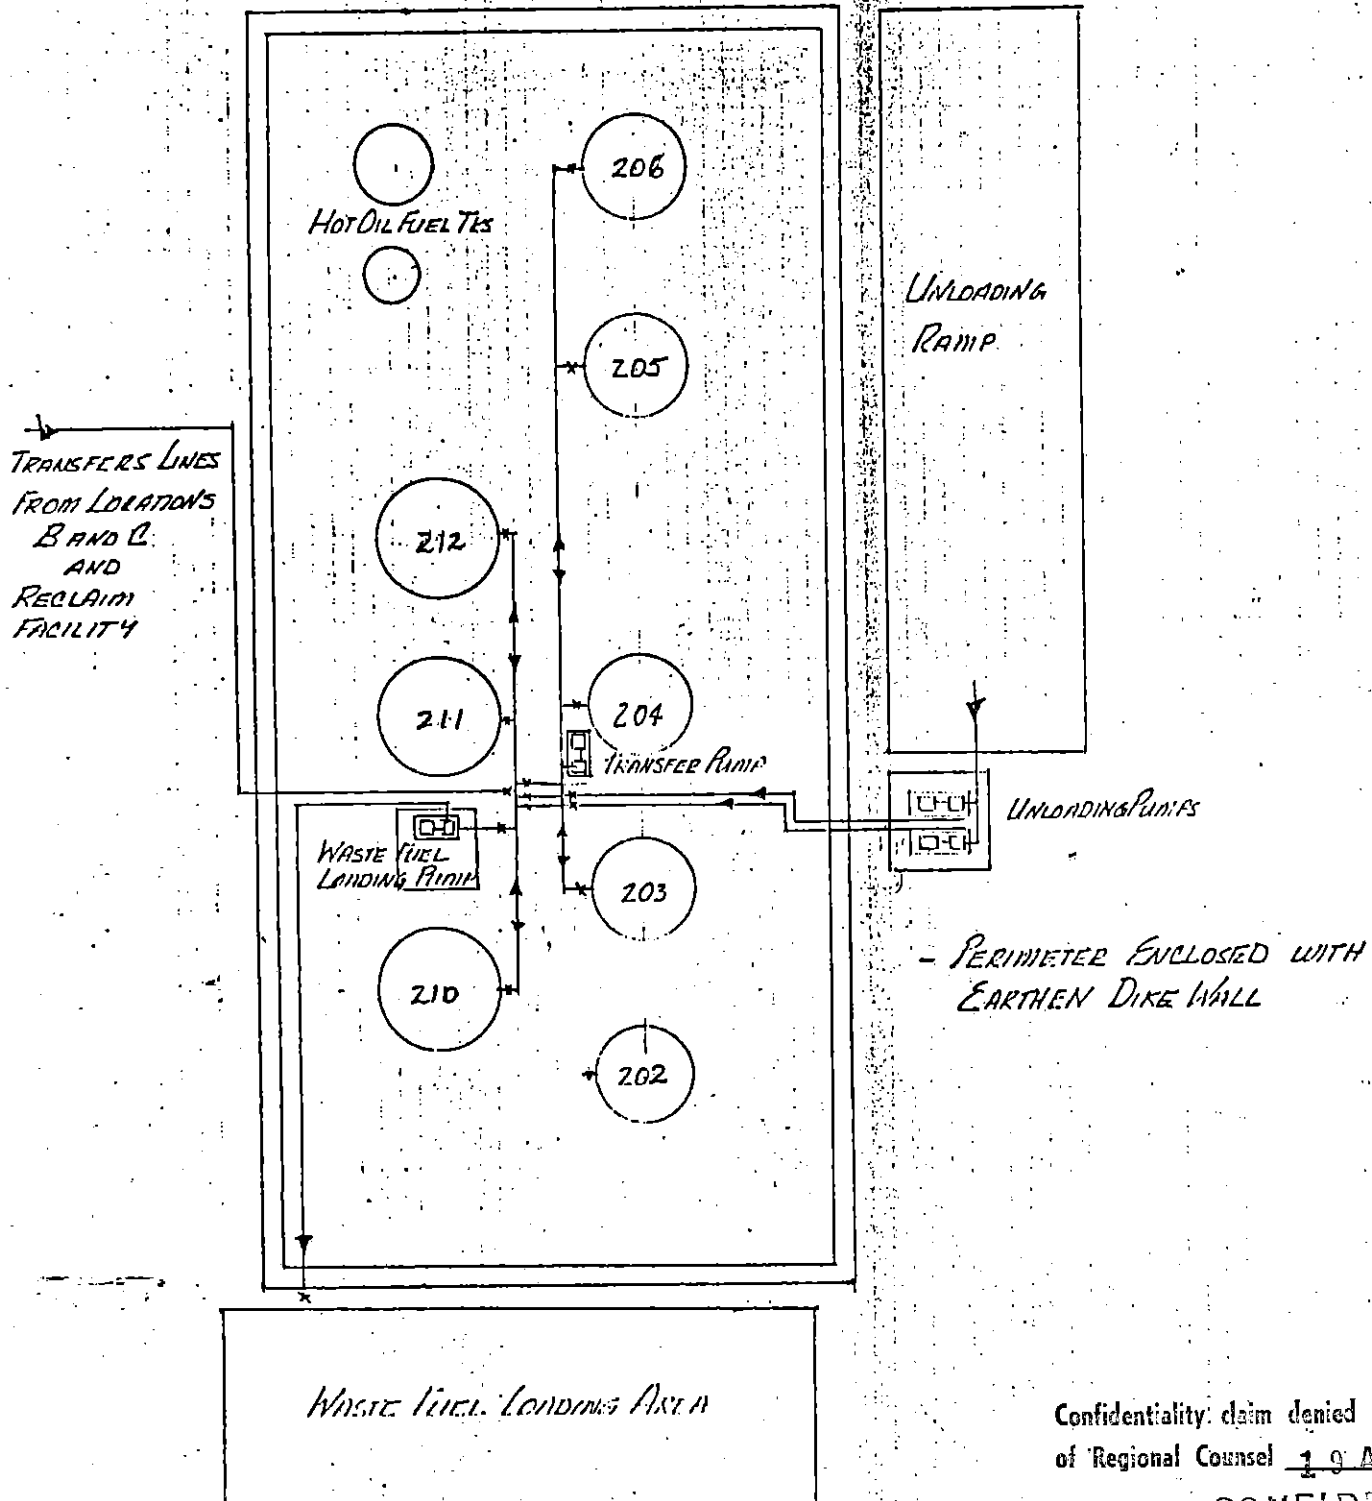 206
HOT OIL FUEL TKS
UNLOADING
RAMP
205
TRANSFERS LINES
FROM LOCATIONS
B AND C
AND
RECLAIM
FACILITY
212
211
204
TRANSFER PUMP
UNLOADING PUMPS
WASTE FUEL
LOADING PUMP
203
- PERIMETER ENCLOSED WITH
EARTHEN DIKE WALL
210
202
WASTE FUEL LOADING AREA
Confidentiality claim denied
of Regional Counsel 19